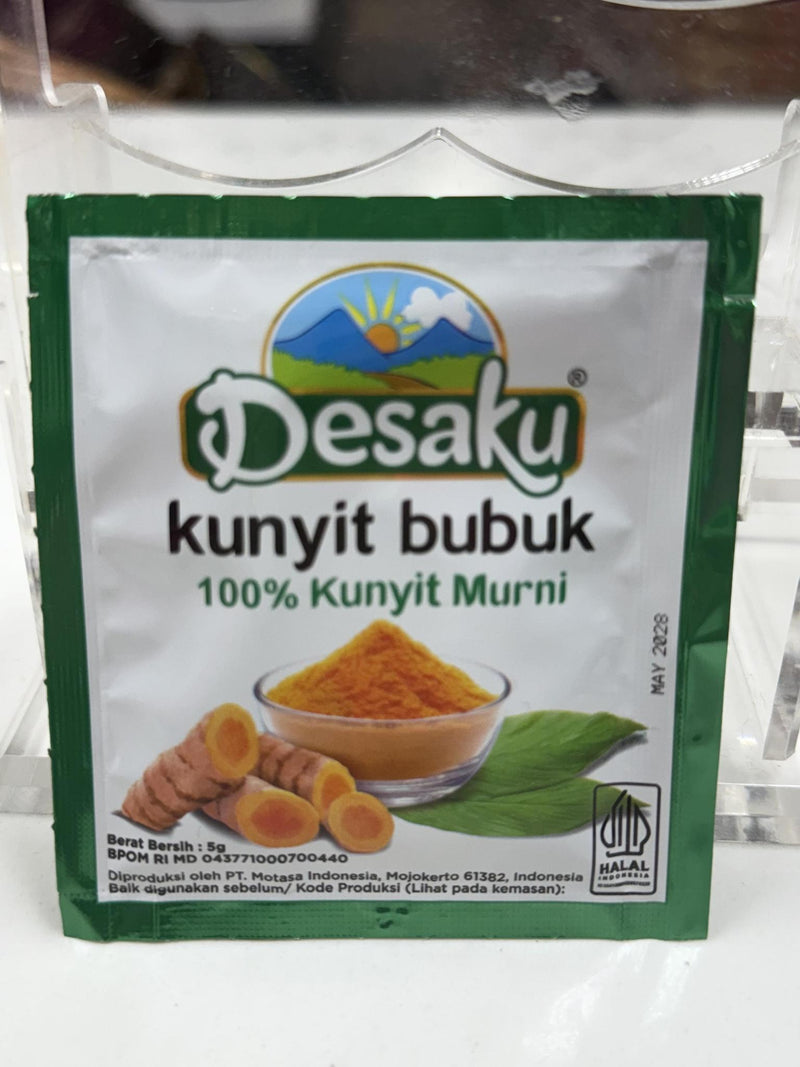 Desaku ®
kunyit bubuk
100% Kunyit Murni
MAY 2028
Berat Bersih : 5g
BPOM RI MD 043771000700440
Diproduksi oleh PT. Motasa Indonesia, Mojokerto 61382, Indonesia
Baik digunakan sebelum/ Kode Produksi (Lihat pada kemasan):
HALAL
INDONESIA